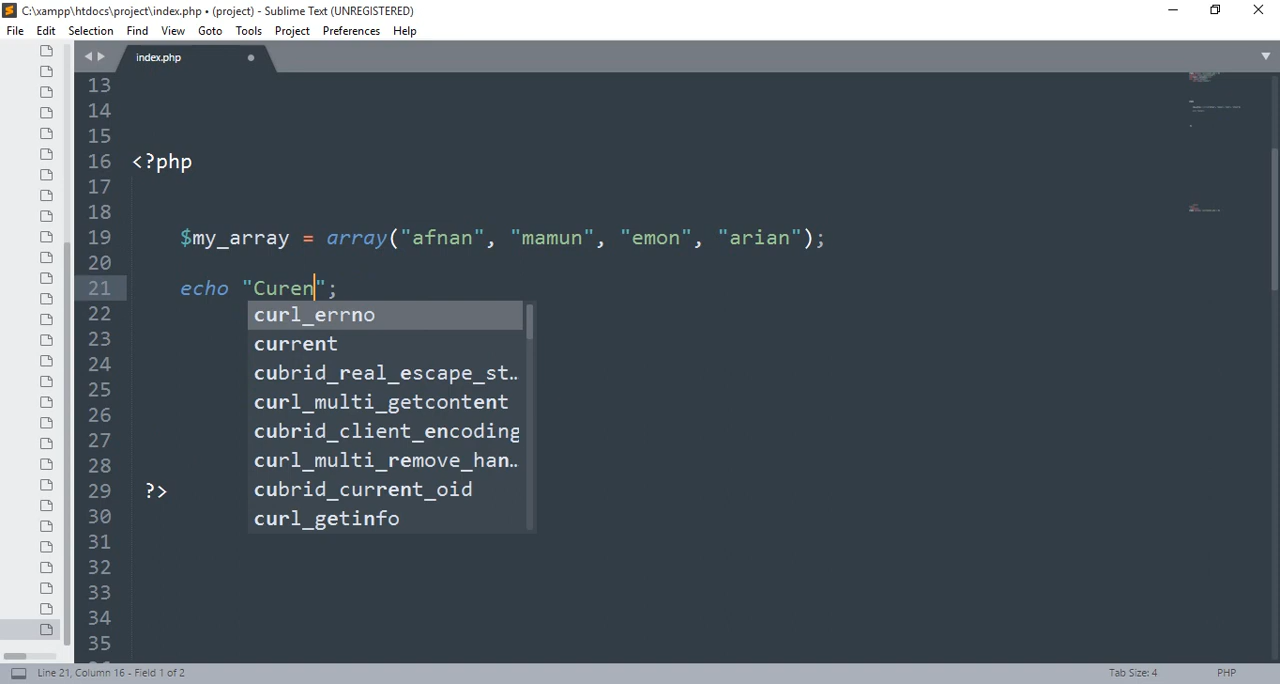 C:\xampp\htdocs\project\index.php • (project) - Sublime Text (UNREGISTERED)
File Edit Selection Find View Goto Tools Project Preferences Help
index.php
13
14
15
16 <?php
17
18
19 $my_array = array("afnan", "mamun", "emon", "arian");
20
21 echo "Curen";
22 curl_errno
23 current
24 cubrid_real_escape_st..
25 curl_multi_getcontent
26 cubrid_client_encoding
27 curl_multi_remove_han..
28 cubrid_current_oid
29 ?>
30 curl_getinfo
31
32
33
34
35
Line 21, Column 16 - Field 1 of 2 Tab Size: 4 PHP